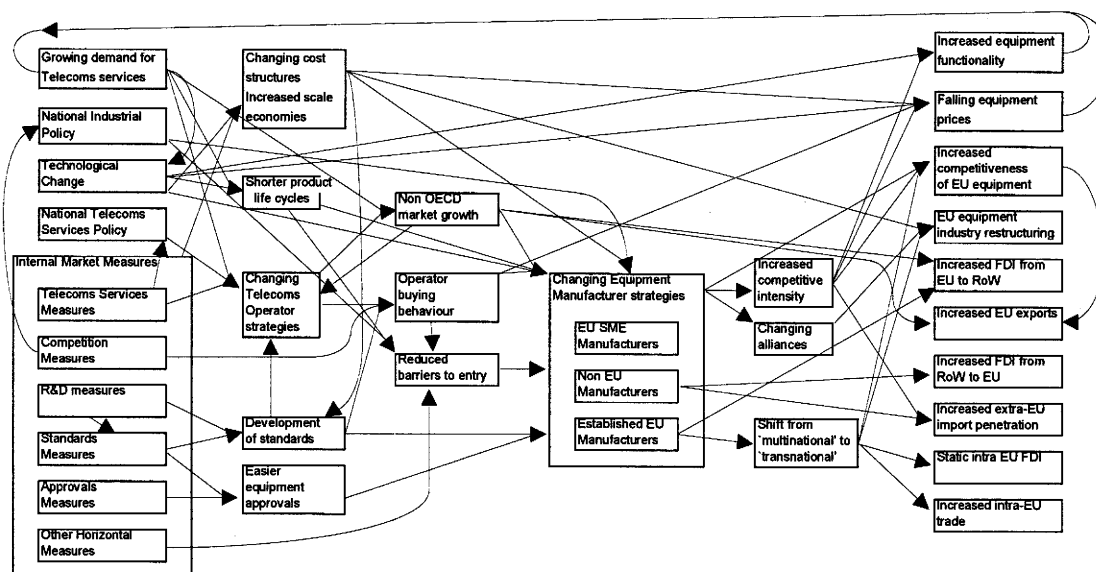 Growing demand for
Telecoms services
National Industrial
Policy
Technological
Change
National Telecoms
Services Policy
Internal Market Measures
Telecoms Services
Measures
Competition
Measures
R&D measures
Standards
Measures
Approvals
Measures
Other Horizontal
Measures
Changing cost
structures
Increased scale
economies
Shorter product
life cycles
Changing
Telecoms
Operator
strategies
Development
of standards
Easier
equipment
approvals
Non OECD
market growth
Operator
buying
behaviour
Reduced
barriers to entry
Changing Equipment
Manufacturer strategies
EU SME
Manufacturers
Non EU
Manufacturers
Established EU
Manufacturers
Increased
competitive
intensity
Changing
alliances
Shift from
`multinational' to
`transnational'
Increased equipment
functionality
Falling equipment
prices
Increased
competitiveness
of EU equipment
EU equipment
industry restructuring
Increased FDI from
EU to RoW
Increased EU exports
Increased FDI from
RoW to EU
Increased extra-EU
import penetration
Static intra EU FDI
Increased intra-EU
trade